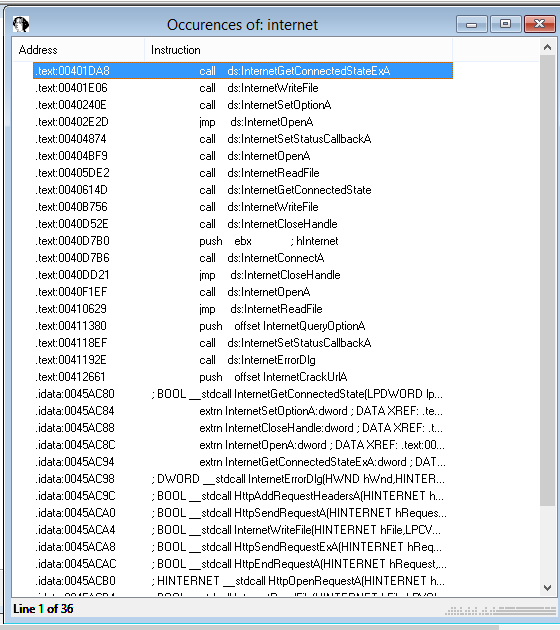 Occurences of: internet
Address Instruction
.text:00401DA8 call ds:InternetGetConnectedStateExA
.text:00401E06 call ds:InternetWriteFile
.text:0040240E call ds:InternetSetOptionA
.text:00402E2D jmp ds:InternetOpenA
.text:00404874 call ds:InternetSetStatusCallbackA
.text:00404BF9 call ds:InternetOpenA
.text:00405DE2 call ds:InternetReadFile
.text:0040614D call ds:InternetGetConnectedState
.text:0040B756 call ds:InternetWriteFile
.text:0040D52E call ds:InternetCloseHandle
.text:0040D7B0 push ebx ; hInternet
.text:0040D7B6 call ds:InternetConnectA
.text:0040DD21 jmp ds:InternetCloseHandle
.text:0040F1EF call ds:InternetOpenA
.text:00410629 jmp ds:InternetReadFile
.text:00411380 push offset InternetQueryOptionA
.text:004118EF call ds:InternetSetStatusCallbackA
.text:0041192E call ds:InternetErrorDlg
.text:00412661 push offset InternetCrackUrlA
.idata:0045AC80 ; BOOL __stdcall InternetGetConnectedState(LPDWORD lp...
.idata:0045AC84 extrn InternetSetOptionA:dword ; DATA XREF: .te...
.idata:0045AC88 extrn InternetCloseHandle:dword ; DATA XREF: .t...
.idata:0045AC8C extrn InternetOpenA:dword ; DATA XREF: .text:00...
.idata:0045AC94 extrn InternetGetConnectedStateExA:dword ; DAT...
.idata:0045AC98 ; DWORD __stdcall InternetErrorDlg(HWND hWnd,HINTER...
.idata:0045AC9C ; BOOL __stdcall HttpAddRequestHeadersA(HINTERNET h...
.idata:0045ACA0 ; BOOL __stdcall HttpSendRequestA(HINTERNET hReques...
.idata:0045ACA4 ; BOOL __stdcall InternetWriteFile(HINTERNET hFile,LPCV...
.idata:0045ACA8 ; BOOL __stdcall HttpSendRequestExA(HINTERNET hReq...
.idata:0045ACAC ; BOOL __stdcall HttpEndRequestA(HINTERNET hRequest,...
.idata:0045ACB0 ; HINTERNET __stdcall HttpOpenRequestA(HINTERNET h...
Line 1 of 36